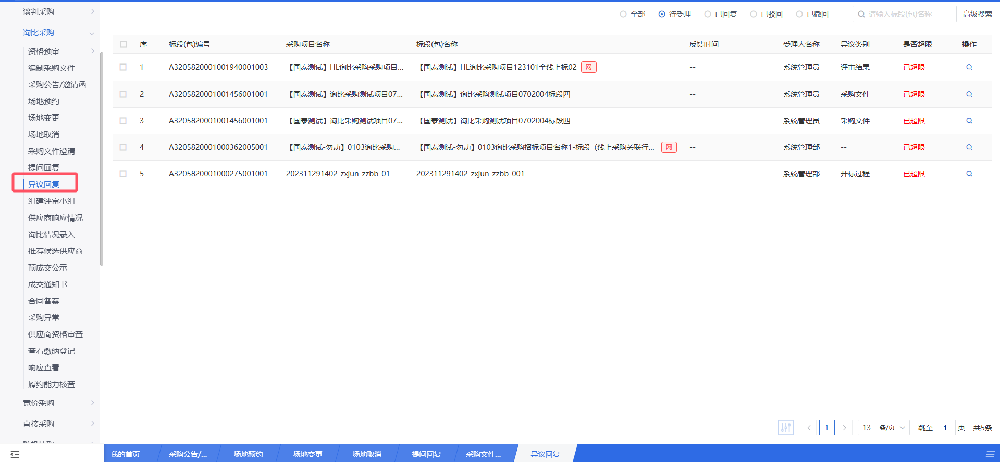 谈判采购
询比采购
资格预审
编制采购文件
采购公告/邀请函
场地预约
场地变更
场地取消
采购文件澄清
提问回复
异议回复
组建评审小组
供应商响应情况
询比情况录入
推荐候选供应商
预成交公示
成交通知书
合同备案
采购异常
供应商资格审查
查看缴纳登记
响应查看
履约能力核查
竞价采购
直接采购
全部 待受理 已回复 已驳回 已撤回 请输入标段(包)名称 高级搜索
序 标段(包)编号 采购项目名称 标段(包)名称 反馈时间 受理人名称 异议类别 是否超限 操作
1 A3205820001001940001003 【国泰测试】HL询比采购采购项目... 【国泰测试】HL询比采购项目123101全线上标02 网 -- 系统管理员 评审结果 已超限
2 A3205820001001456001001 【国泰测试】询比采购测试项目07... 【国泰测试】询比采购测试项目0702004标段四 -- 系统管理员 采购文件 已超限
3 A3205820001001456001001 【国泰测试】询比采购测试项目07... 【国泰测试】询比采购测试项目0702004标段四 -- 系统管理员 采购文件 已超限
4 A3205820001000362005001 【国泰测试-勿动】0103询比采购... 【国泰测试-勿动】0103询比采购招标项目名称1-标段（线上采购关联行... 网 -- 系统管理部 -- 已超限
5 A3205820001000275001001 202311291402-zxjun-zzbb-01 202311291402-zxjun-zzbb-001 -- 系统管理部 开标过程 已超限
1 13 条/页 跳至 1 页 共5条
我的首页 采购公告/... 场地预约 场地变更 场地取消 提问回复 采购文件... 异议回复